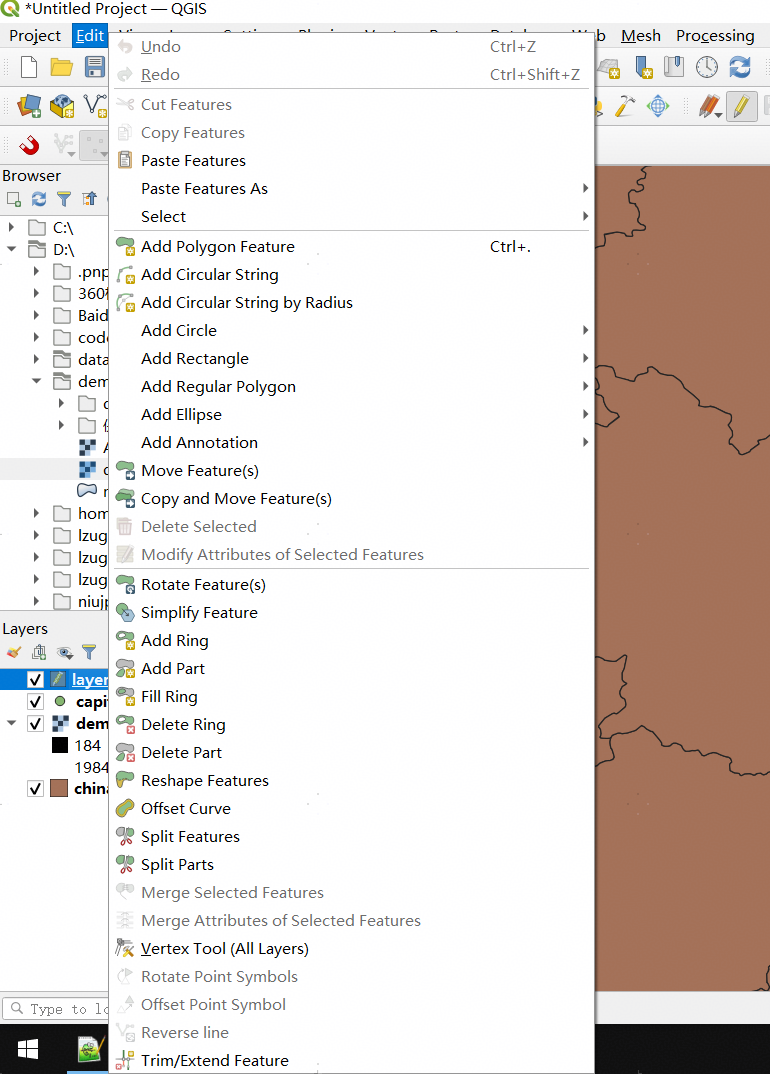 *Untitled Project — QGIS
Project Edit Mesh Processing
Undo Ctrl+Z
Redo Ctrl+Shift+Z
Cut Features
Copy Features
Paste Features
Paste Features As
Select
Add Polygon Feature Ctrl+.
Add Circular String
Add Circular String by Radius
Add Circle
Add Rectangle
Add Regular Polygon
Add Ellipse
Add Annotation
Move Feature(s)
Copy and Move Feature(s)
Delete Selected
Modify Attributes of Selected Features
Rotate Feature(s)
Simplify Feature
Add Ring
Add Part
Fill Ring
Delete Ring
Delete Part
Reshape Features
Offset Curve
Split Features
Split Parts
Merge Selected Features
Merge Attributes of Selected Features
Vertex Tool (All Layers)
Rotate Point Symbols
Offset Point Symbol
Reverse line
Trim/Extend Feature
Browser
C:\
D:\
.pnp
360
Baid
code
data
dem
hom
lzug
lzug
lzug
niujp
Layers
layer
capi
dem
184
1984
china
Type to lo